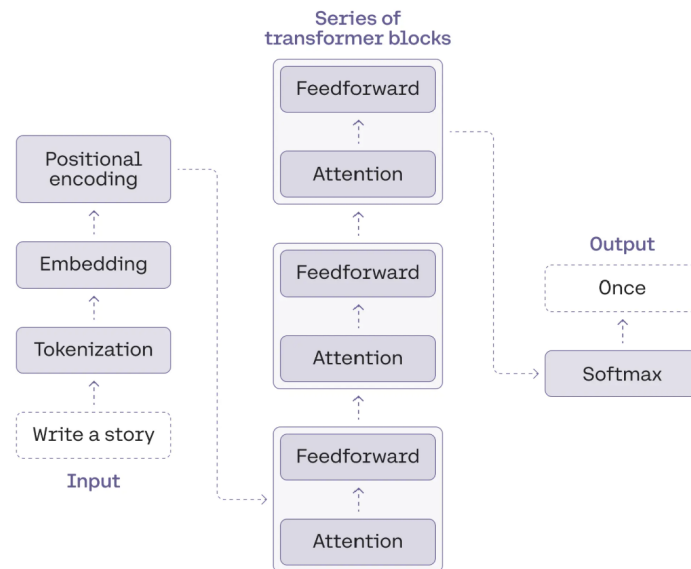 Series of
transformer blocks
Feedforward
Attention
Positional
encoding
Embedding
Tokenization
Write a story
Input
Feedforward
Attention
Feedforward
Attention
Output
Once
Softmax